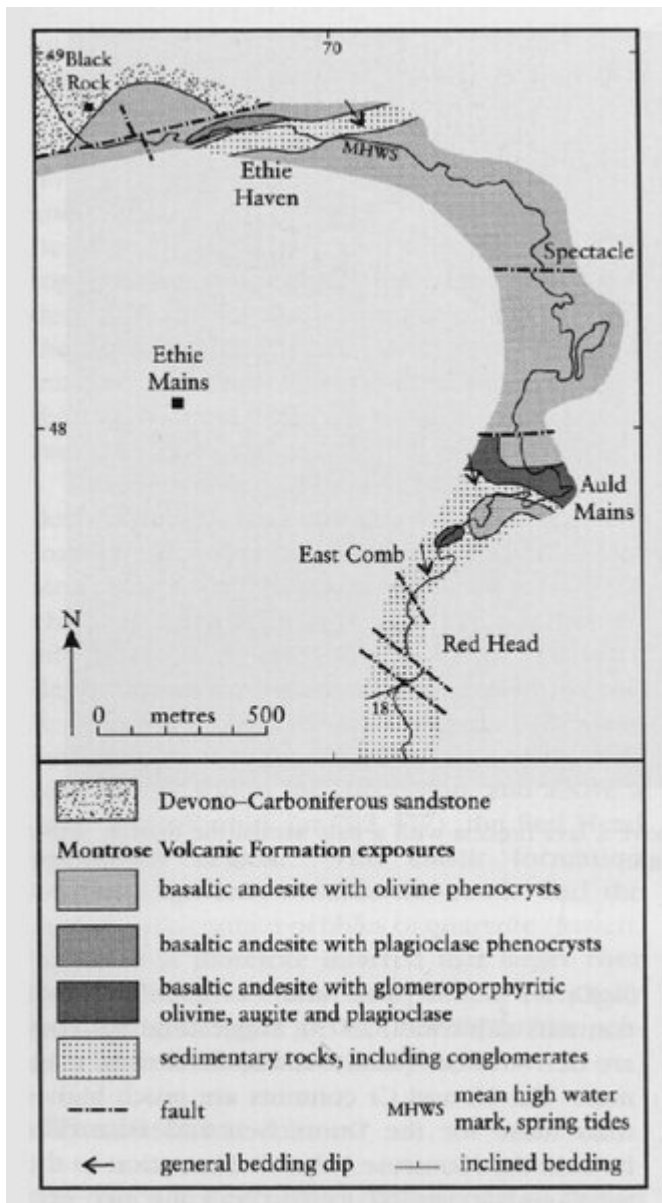 70
49 Black
Rock
MHWS
Ethie
Haven
Spectacle
Ethie
Mains
48
Auld
Mains
East Comb
N
Red Head
0 metres 500
18
Devono–Carboniferous sandstone
Montrose Volcanic Formation exposures
basaltic andesite with olivine phenocrysts
basaltic andesite with plagioclase phenocrysts
basaltic andesite with glomeroporphyritic
olivine, augite and plagioclase
sedimentary rocks, including conglomerates
fault
MHWS mean high water
mark, spring tides
general bedding dip
inclined bedding